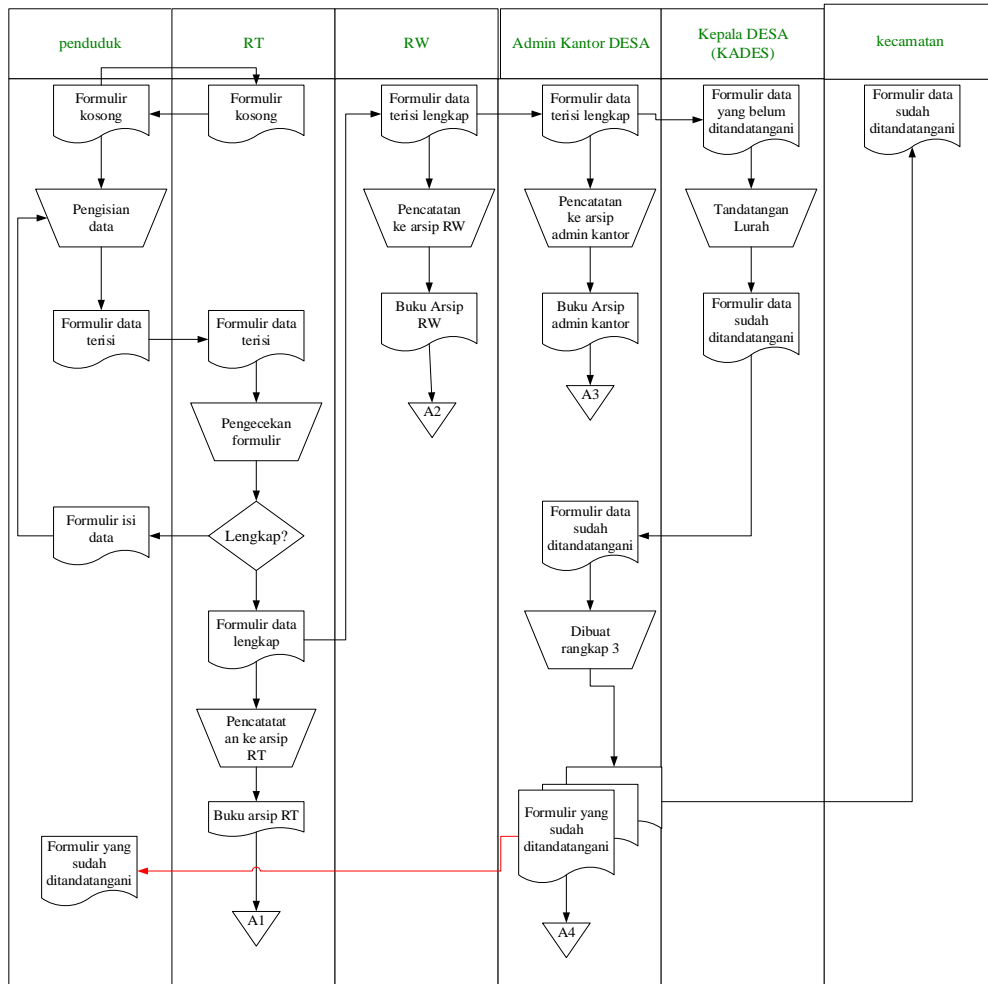 penduduk
RT
RW
Admin Kantor DESA
Kepala DESA
(KADES)
kecamatan
Formulir
kosong
Formulir
kosong
Formulir data
terisi lengkap
Formulir data
terisi lengkap
Formulir data
yang belum
ditandatangani
Formulir data
sudah
ditandatangani
Pengisian
data
Pencatatan
ke arsip RW
Pencatatan
ke arsip
admin kantor
Tandatangan
Lurah
Formulir data
terisi
Formulir data
terisi
Buku Arsip
RW
Buku Arsip
admin kantor
Formulir data
sudah
ditandatangani
A2
A3
Pengecekan
formulir
Formulir isi
data
Lengkap?
Formulir data
sudah
ditandatangani
Formulir data
lengkap
Dibuat
rangkap 3
Pencatatat
an ke arsip
RT
Buku arsip RT
Formulir yang
sudah
ditandatangani
Formulir yang
sudah
ditandatangani
A1
A4